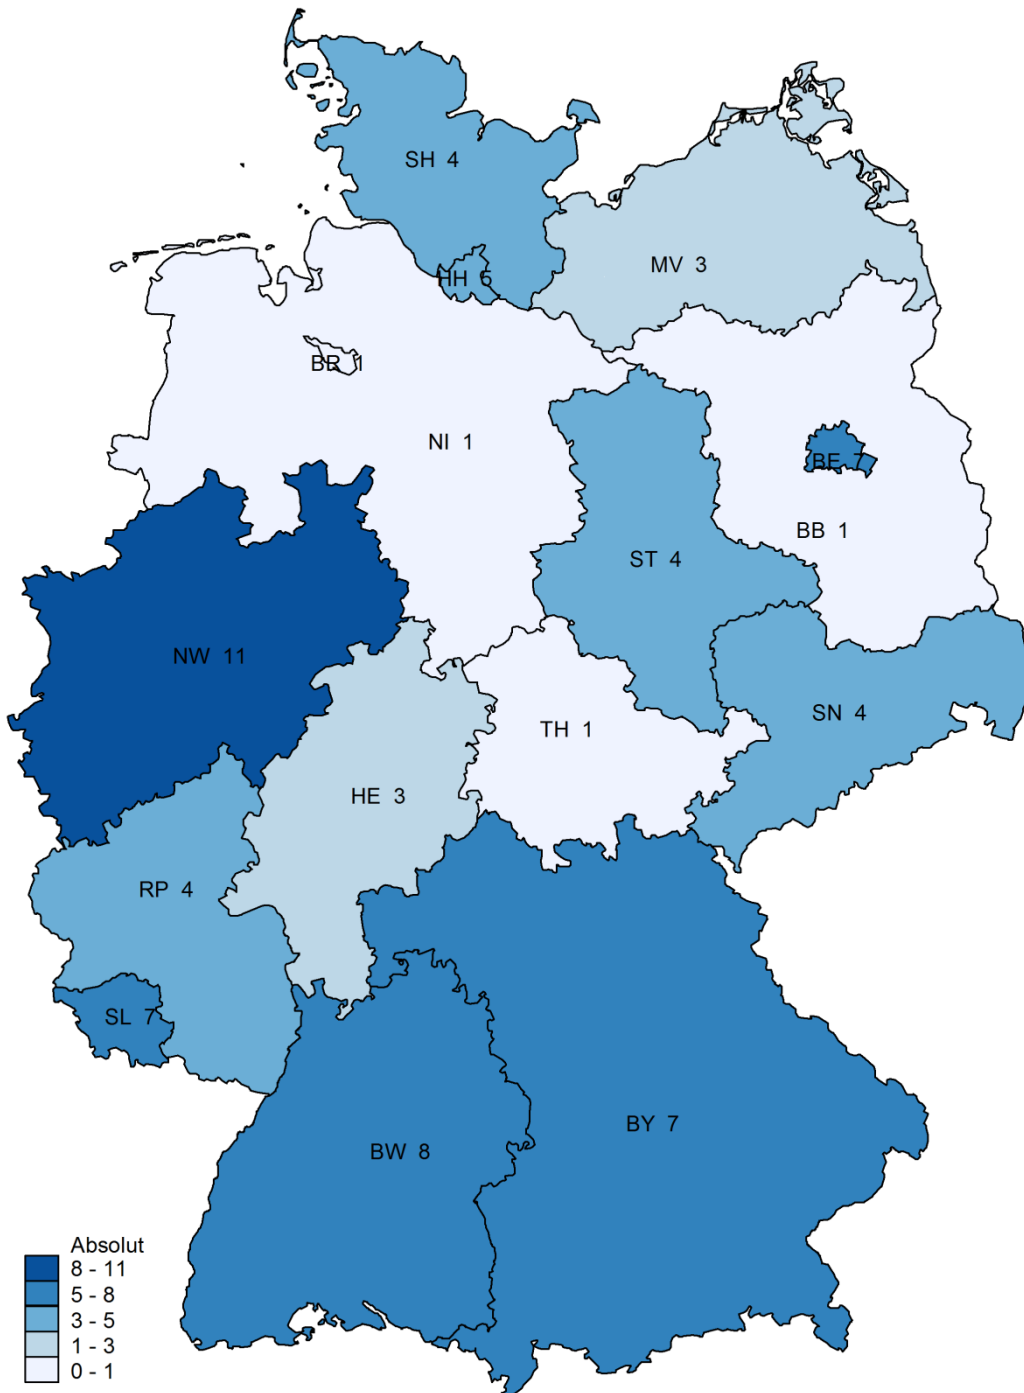 SH 4
MV 3
HH 5
BR 1
NI 1
BE 7
BB 1
ST 4
NW 11
SN 4
TH 1
HE 3
RP 4
SL 7
BY 7
BW 8
Absolut
8 - 11
5 - 8
3 - 5
1 - 3
0 - 1